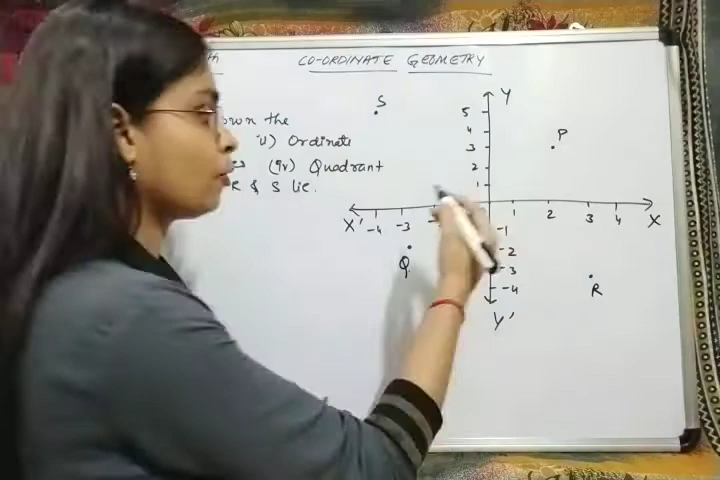 CO-ORDINATE GEOMETRY
the
(ii) Ordinate
(iv) Quadrant
R & S lie.
S
Y
5
4
P
3
2
1
X' -4 -3 1 2 3 4 X
-1
-2
Q
-3
-4
R
Y'